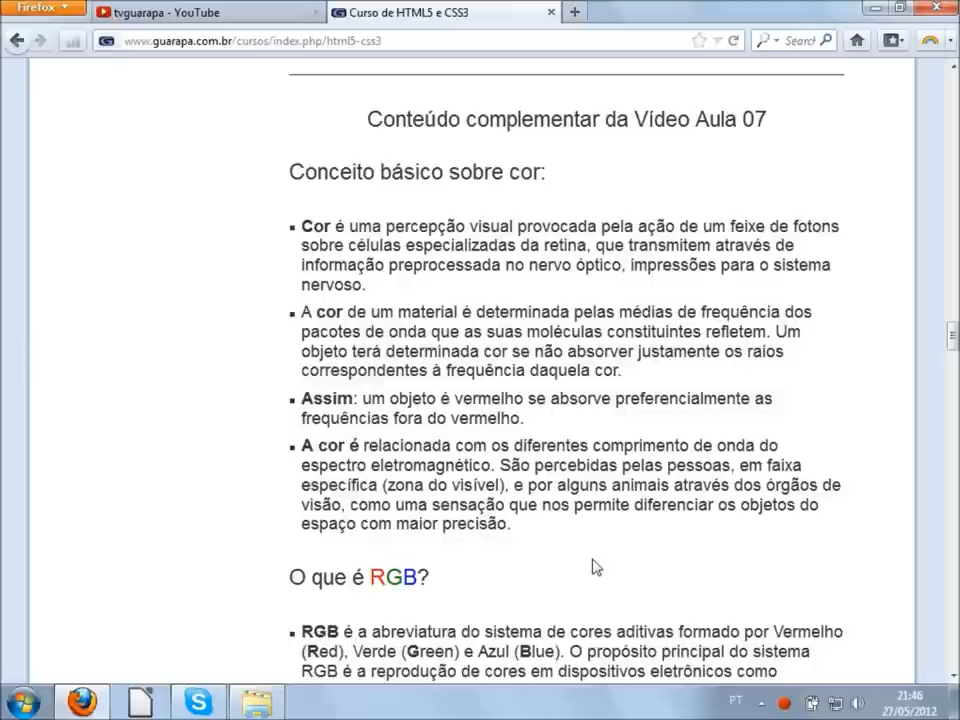 Firefox
tvguarapa - YouTube
Curso de HTML5 e CSS3
www.guarapa.com.br/cursos/index.php/html5-css3
Search
Conteúdo complementar da Vídeo Aula 07
Conceito básico sobre cor:
Cor é uma percepção visual provocada pela ação de um feixe de fotons
sobre células especializadas da retina, que transmitem através de
informação preprocessada no nervo óptico, impressões para o sistema
nervoso.
A cor de um material é determinada pelas médias de frequência dos
pacotes de onda que as suas moléculas constituintes refletem. Um
objeto terá determinada cor se não absorver justamente os raios
correspondentes à frequência daquela cor.
Assim: um objeto é vermelho se absorve preferencialmente as
frequências fora do vermelho.
A cor é relacionada com os diferentes comprimento de onda do
espectro eletromagnético. São percebidas pelas pessoas, em faixa
específica (zona do visível), e por alguns animais através dos órgãos de
visão, como uma sensação que nos permite diferenciar os objetos do
espaço com maior precisão.
O que é RGB?
RGB é a abreviatura do sistema de cores aditivas formado por Vermelho
(Red), Verde (Green) e Azul (Blue). O propósito principal do sistema
RGB é a reprodução de cores em dispositivos eletrônicos como
PT
21:46
27/05/2012